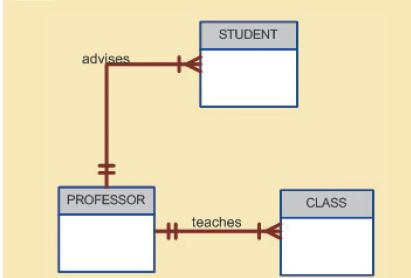 STUDENT
advises
PROFESSOR
teaches
CLASS